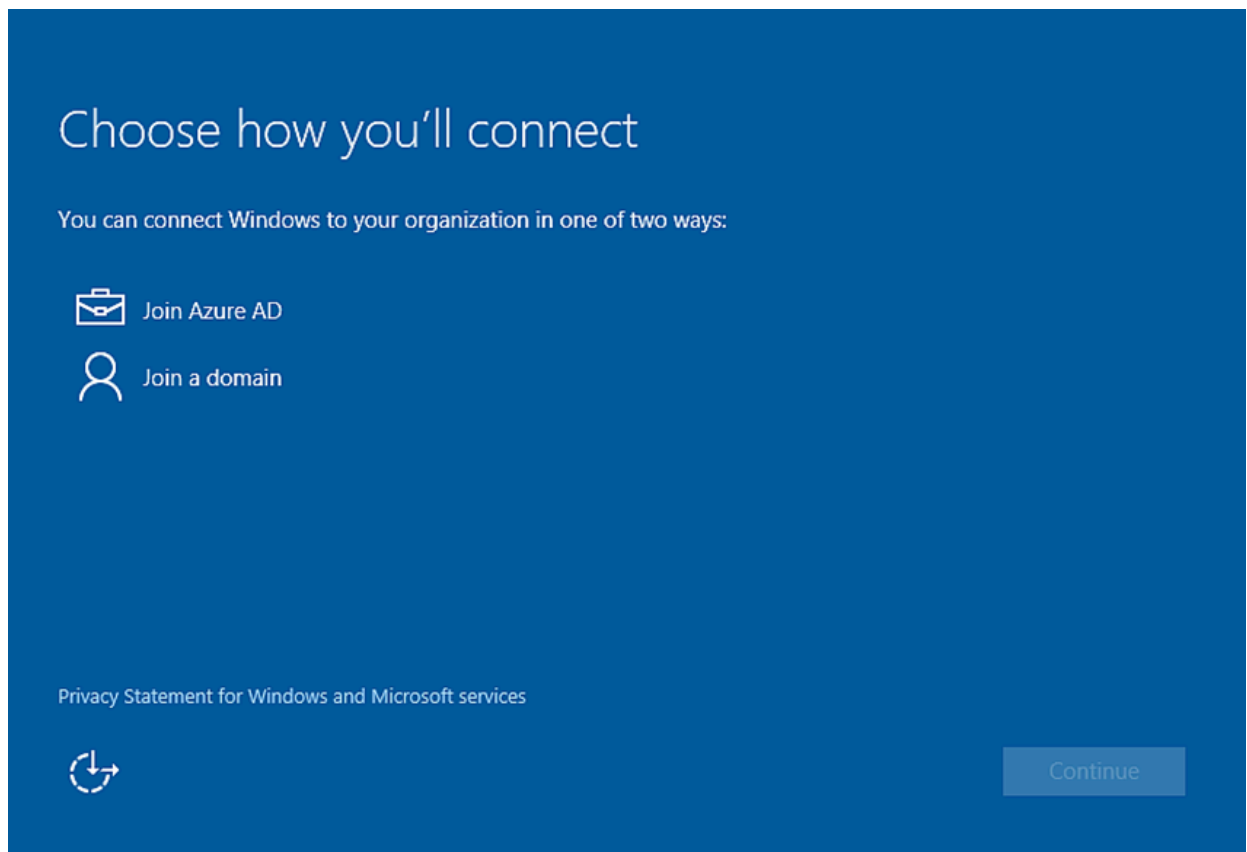 Choose how you'll connect
You can connect Windows to your organization in one of two ways:
Join Azure AD
Join a domain
Privacy Statement for Windows and Microsoft services
Continue